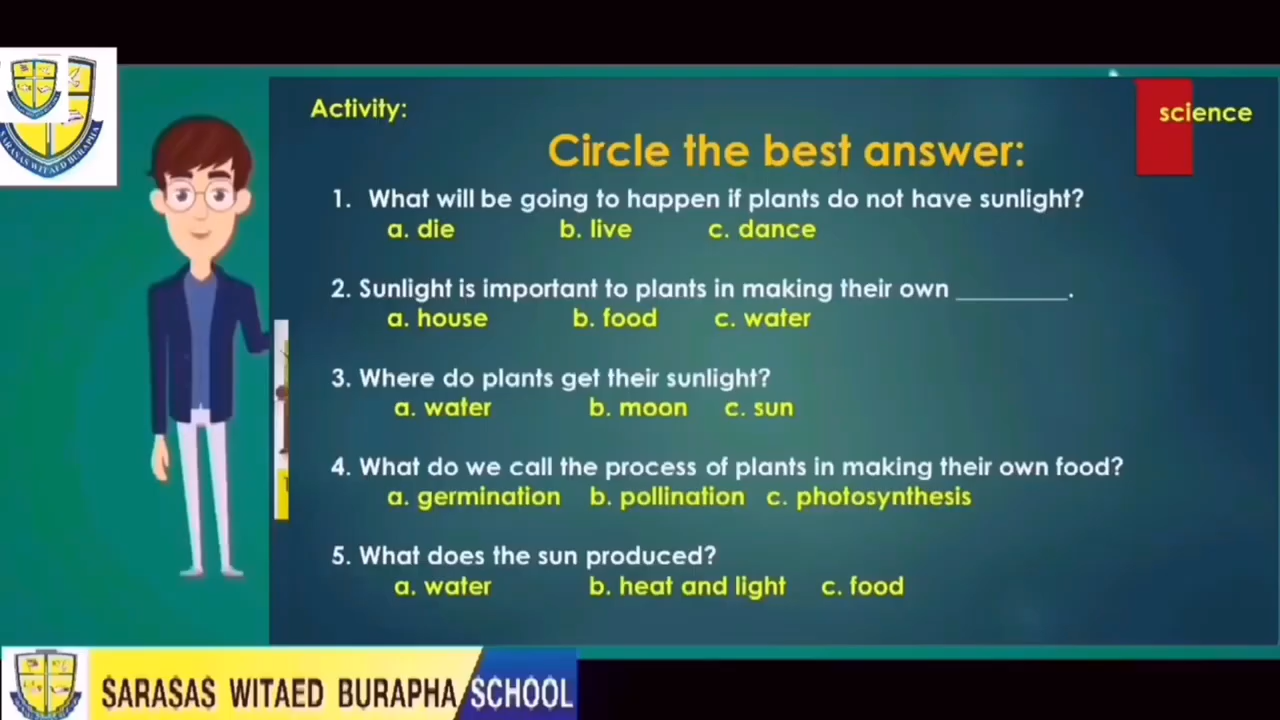 Activity:
science
Circle the best answer:
1. What will be going to happen if plants do not have sunlight?
a. die b. live c. dance
2. Sunlight is important to plants in making their own ________.
a. house b. food c. water
3. Where do plants get their sunlight?
a. water b. moon c. sun
4. What do we call the process of plants in making their own food?
a. germination b. pollination c. photosynthesis
5. What does the sun produced?
a. water b. heat and light c. food
SARASAS WITAED BURAPHA
SARASAS WITAED BURAPHA SCHOOL